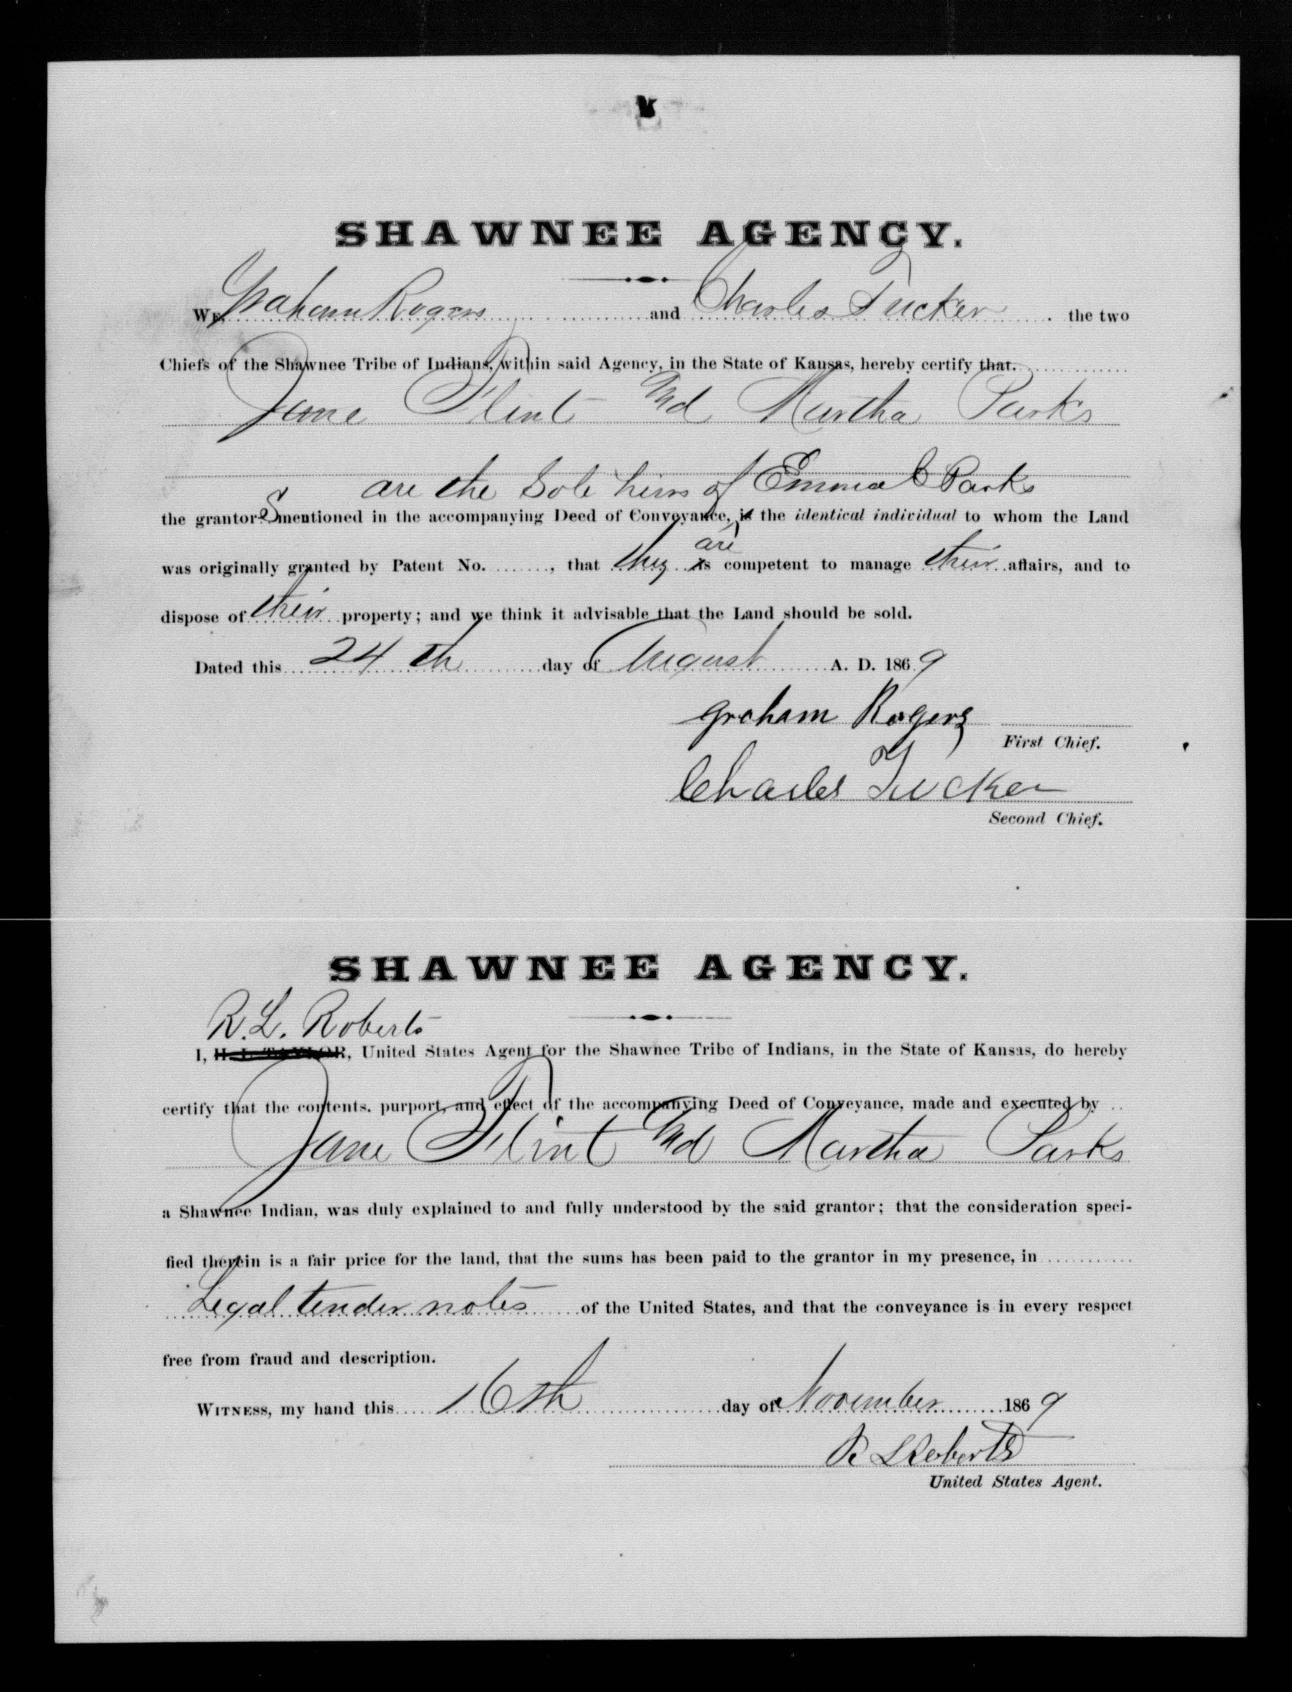 SHAWNEE AGENCY.
We, Graham Rogers and Charles Tucker the two
Chiefs of the Shawnee Tribe of Indians, within said Agency, in the State of Kansas, hereby certify that
Jane Flint and Martha Parks
are the Sole heirs of Emma C Parks
the grantors mentioned in the accompanying Deed of Conveyance, is the identical individual to whom the Land
are
was originally granted by Patent No. ......., that they is competent to manage their affairs, and to
dispose of their property; and we think it advisable that the Land should be sold.
Dated this 24th day of August A. D. 1869
Graham Rogers
First Chief.
Charles Tucker
Second Chief.
SHAWNEE AGENCY.
R. L. Roberts
I, H. L. TAYLOR, United States Agent for the Shawnee Tribe of Indians, in the State of Kansas, do hereby
certify that the contents, purport, and effect of the accompanying Deed of Conveyance, made and executed by
Jane Flint and Martha Parks
a Shawnee Indian, was duly explained to and fully understood by the said grantor; that the consideration speci-
fied therein is a fair price for the land, that the sums has been paid to the grantor in my presence, in
Legal tender notes of the United States, and that the conveyance is in every respect
free from fraud and description.
Witness, my hand this 16th day of November 1869
R L Roberts
United States Agent.